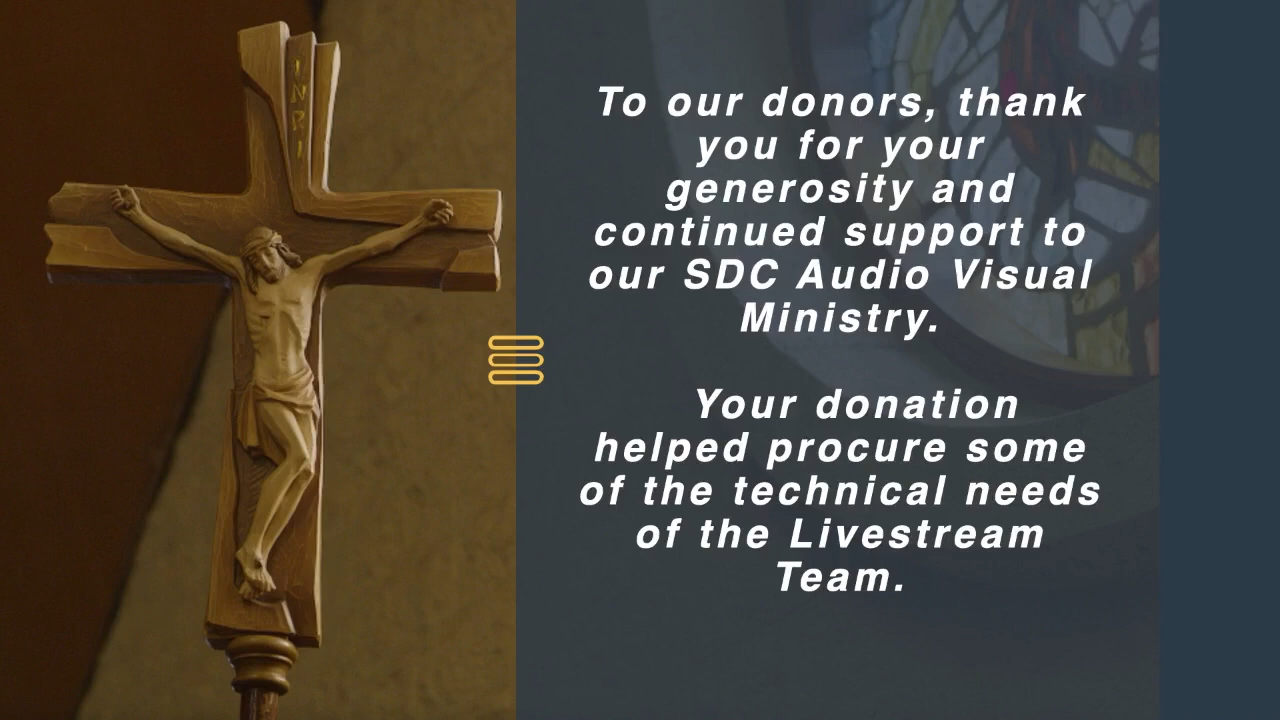 INRI
To our donors, thank
you for your
generosity and
continued support to
our SDC Audio Visual
Ministry.
Your donation
helped procure some
of the technical needs
of the Livestream
Team.